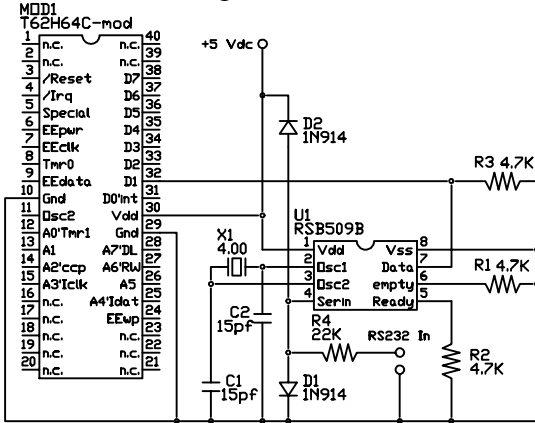 MOD1
T62H64C-mod
1 n.c. n.c. 40
2 n.c. n.c. 39
3 /Reset D7 38
4 /Irq D6 37
5 Special D5 36
6 EEpwr D4 35
7 EEclk D3 34
8 Tmr0 D2 33
9 EEdata D1 32
10 Gnd D0'Int 31
11 Osc2 Vdd 30
12 A0'Tmr1 Gnd 29
13 A1 A7'DL 28
14 A2'ccp A6'RW 27
15 A3'Iclk A5 26
16 n.c. A4'Idat 25
17 n.c. EEwp 24
18 n.c. n.c. 23
19 n.c. n.c. 22
20 n.c. n.c. 21
+5 Vdc
D2
1N914
R3 4.7K
U1
RSB509B
1 Vdd Vss 8
2 Osc1 Data 7
3 Osc2 empty 6
4 SerIn Ready 5
X1
4.00
R1 4.7K
C2
15pf
R4
22K
RS232 In
R2
4.7K
C1
15pf
D1
1N914